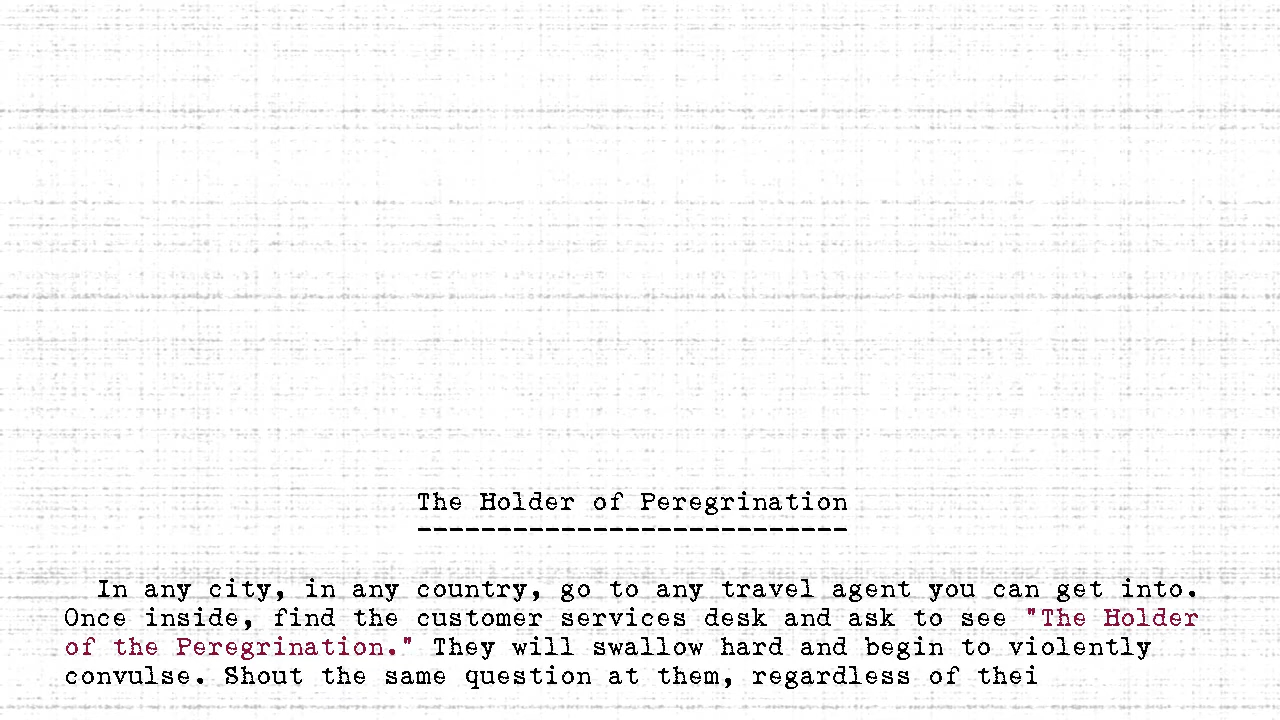 The Holder of Peregrination
---------------------------
In any city, in any country, go to any travel agent you can get into.
Once inside, find the customer services desk and ask to see "The Holder
of the Peregrination." They will swallow hard and begin to violently
convulse. Shout the same question at them, regardless of thei